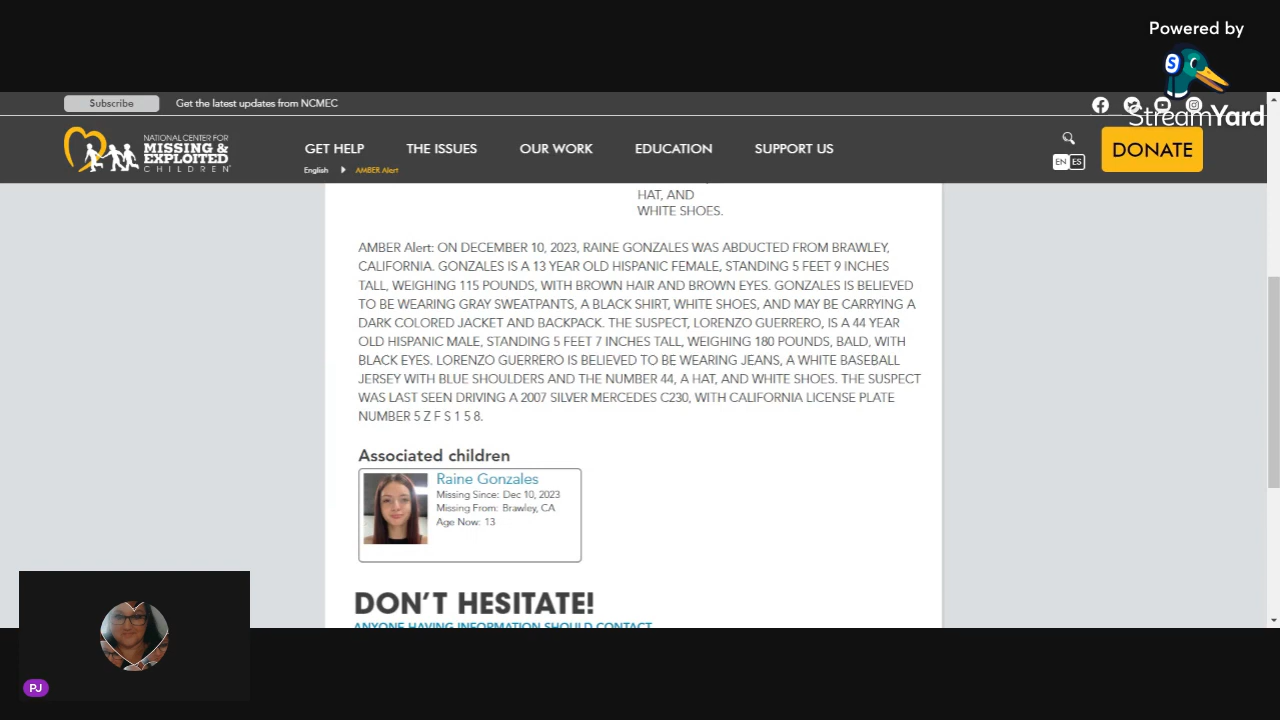 Powered by
StreamYard
Subscribe
Get the latest updates from NCMEC
NATIONAL CENTER FOR
MISSING &
EXPLOITED
CHILDREN
GET HELP
THE ISSUES
OUR WORK
EDUCATION
SUPPORT US
EN ES
DONATE
English
AMBER Alert
HAT, AND
WHITE SHOES.
AMBER Alert: ON DECEMBER 10, 2023, RAINE GONZALES WAS ABDUCTED FROM BRAWLEY,
CALIFORNIA. GONZALES IS A 13 YEAR OLD HISPANIC FEMALE, STANDING 5 FEET 9 INCHES
TALL, WEIGHING 115 POUNDS, WITH BROWN HAIR AND BROWN EYES. GONZALES IS BELIEVED
TO BE WEARING GRAY SWEATPANTS, A BLACK SHIRT, WHITE SHOES, AND MAY BE CARRYING A
DARK COLORED JACKET AND BACKPACK. THE SUSPECT, LORENZO GUERRERO, IS A 44 YEAR
OLD HISPANIC MALE, STANDING 5 FEET 7 INCHES TALL, WEIGHING 180 POUNDS, BALD, WITH
BLACK EYES. LORENZO GUERRERO IS BELIEVED TO BE WEARING JEANS, A WHITE BASEBALL
JERSEY WITH BLUE SHOULDERS AND THE NUMBER 44, A HAT, AND WHITE SHOES. THE SUSPECT
WAS LAST SEEN DRIVING A 2007 SILVER MERCEDES C230, WITH CALIFORNIA LICENSE PLATE
NUMBER 5 Z F S 1 5 8.
Associated children
Raine Gonzales
Missing Since: Dec 10, 2023
Missing From: Brawley, CA
Age Now: 13
DON'T HESITATE!
ANYONE HAVING INFORMATION SHOULD CONTACT
PJ